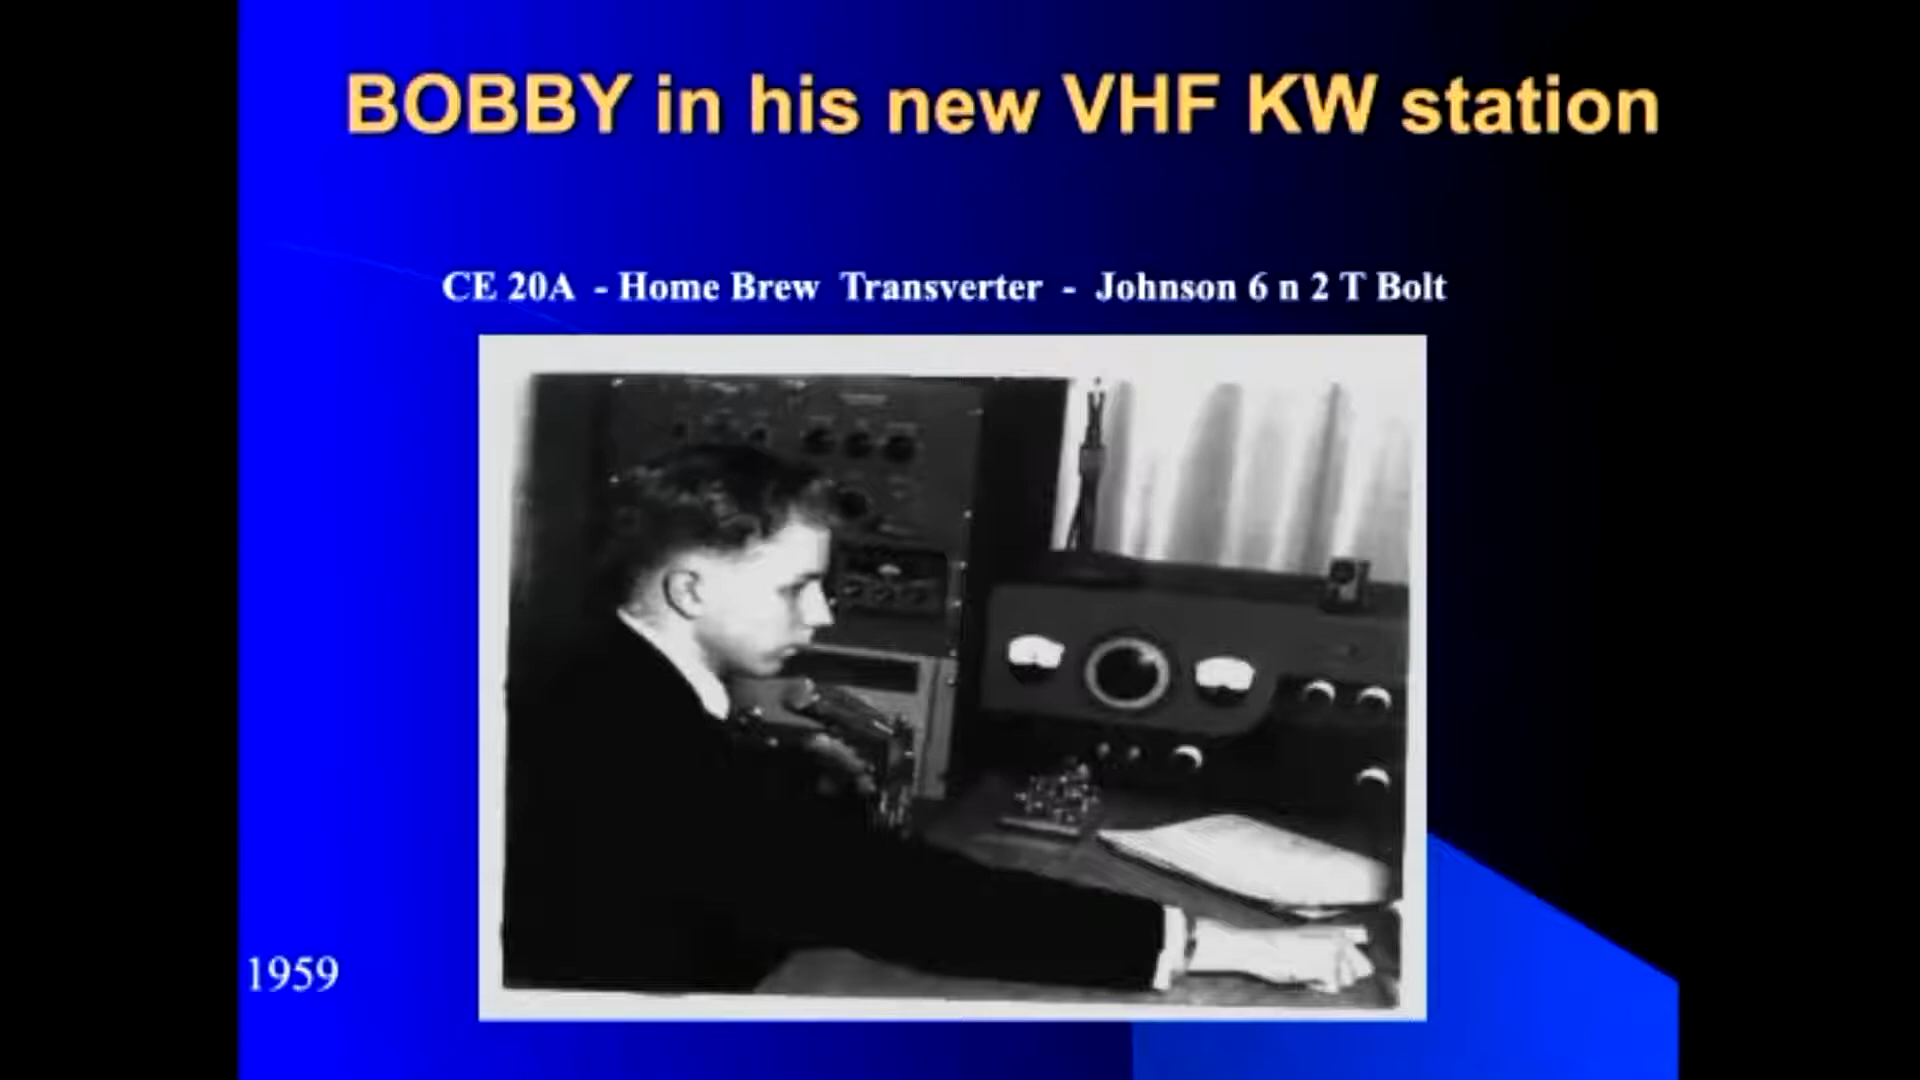 BOBBY in his new VHF KW station
CE 20A - Home Brew Transverter - Johnson 6 n 2 T Bolt
1959